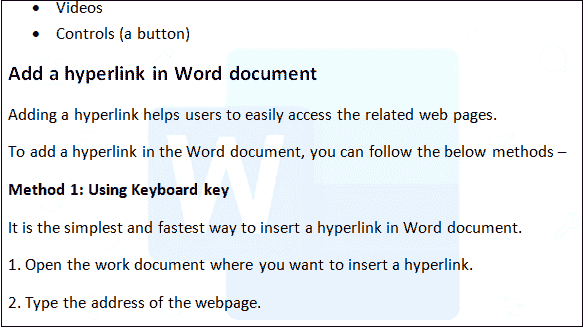 • Videos
• Controls (a button)
Add a hyperlink in Word document
Adding a hyperlink helps users to easily access the related web pages.
To add a hyperlink in the Word document, you can follow the below methods –
Method 1: Using Keyboard key
It is the simplest and fastest way to insert a hyperlink in Word document.
1. Open the work document where you want to insert a hyperlink.
2. Type the address of the webpage.
W